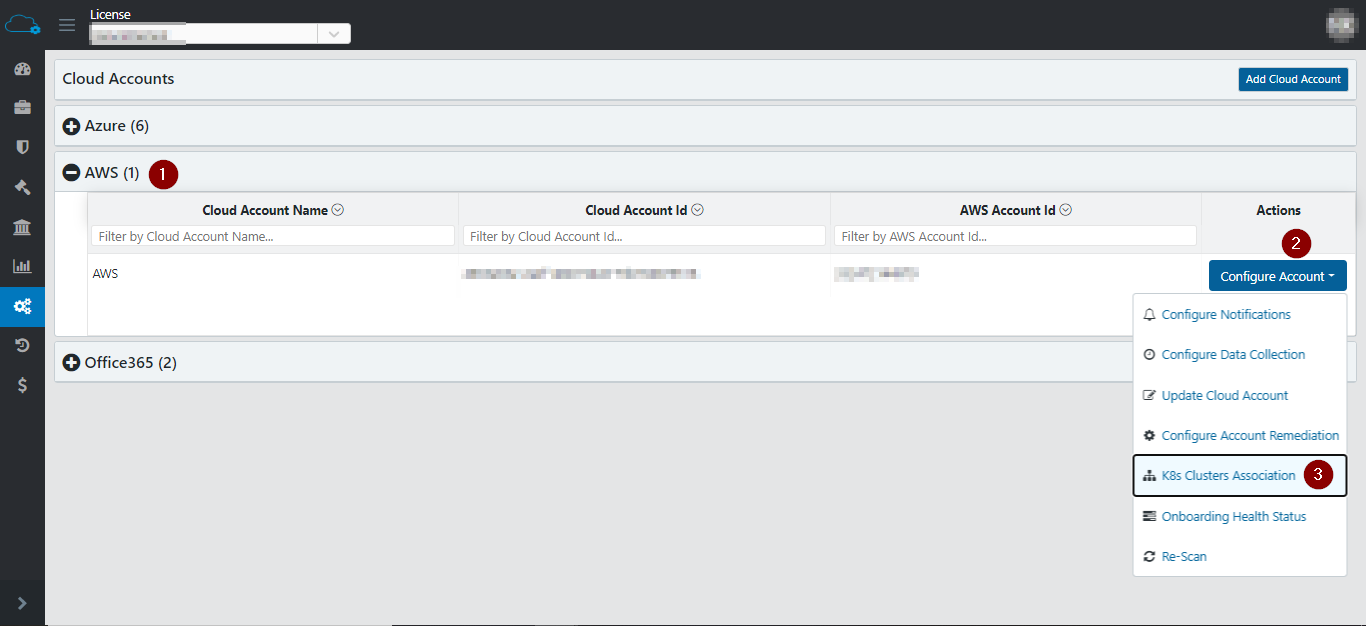 License
Cloud Accounts
Add Cloud Account
Azure (6)
AWS (1) 1
Cloud Account Name Cloud Account Id AWS Account Id Actions
Filter by Cloud Account Name... Filter by Cloud Account Id... Filter by AWS Account Id...
2
AWS Configure Account
Configure Notifications
Configure Data Collection
Office365 (2)
Update Cloud Account
Configure Account Remediation
K8s Clusters Association 3
Onboarding Health Status
Re-Scan